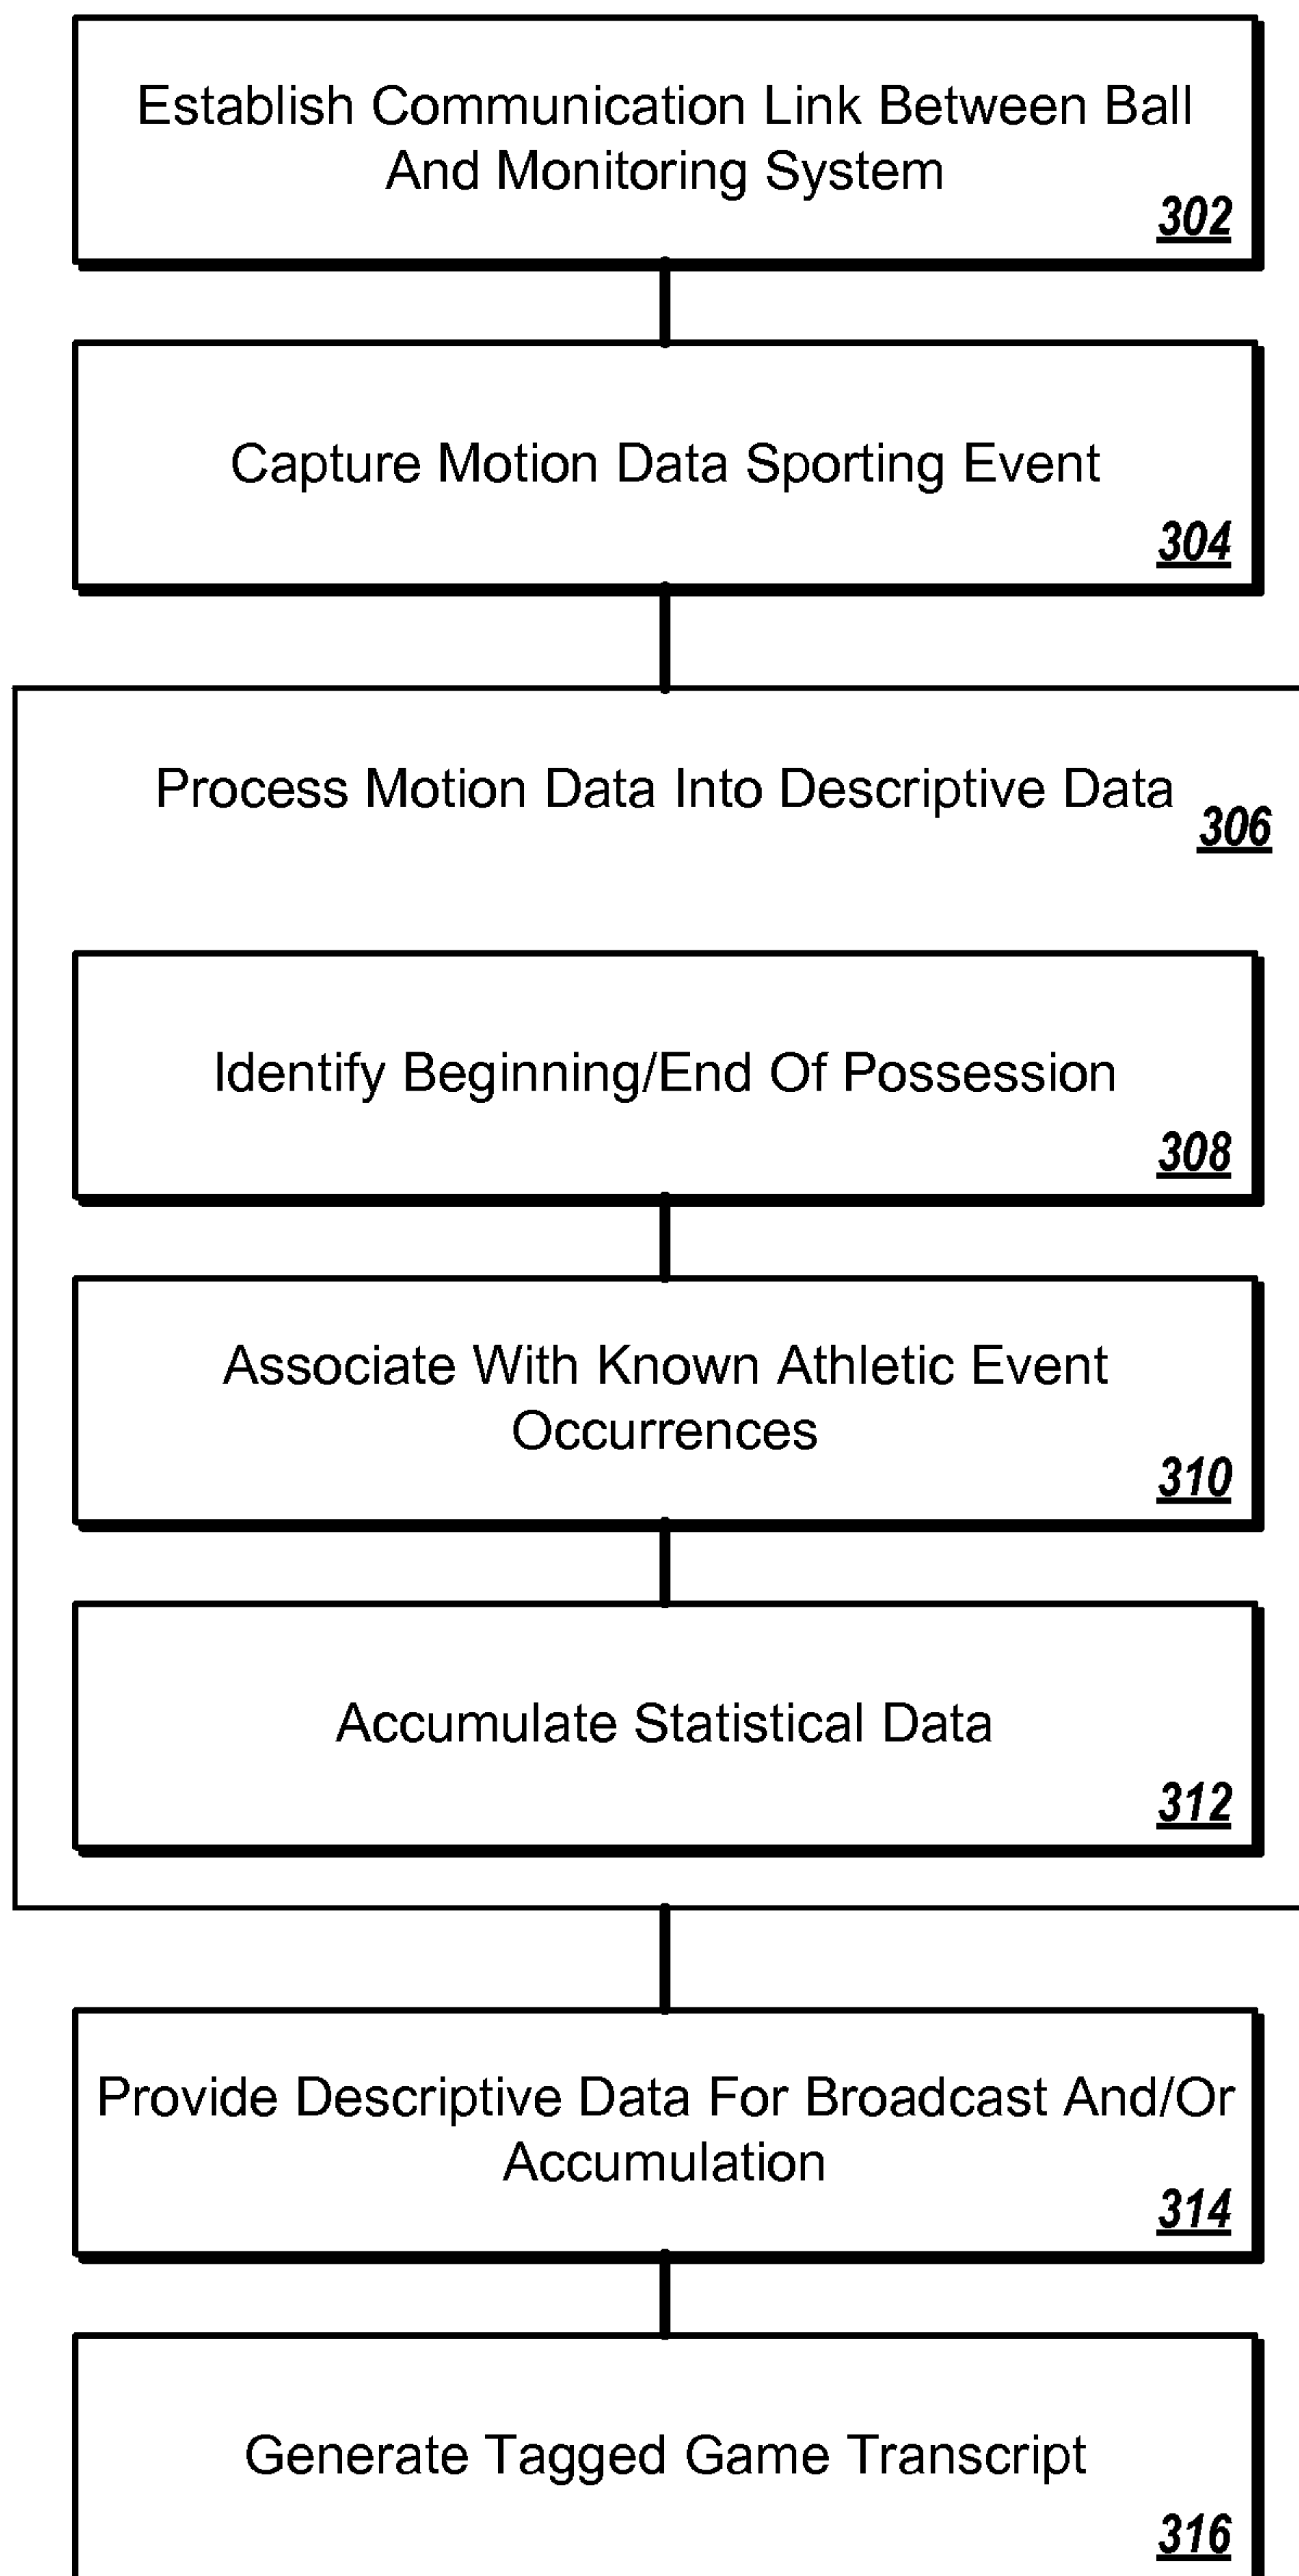 Establish Communication Link Between Ball
And Monitoring System
302
Capture Motion Data Sporting Event
304
Process Motion Data Into Descriptive Data
306
Identify Beginning/End Of Possession
308
Associate With Known Athletic Event
Occurrences
310
Accumulate Statistical Data
312
Provide Descriptive Data For Broadcast And/Or
Accumulation
314
Generate Tagged Game Transcript
316